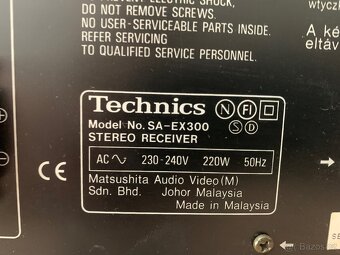 DO NOT REMOVE SCREWS.
NO USER-SERVICEABLE PARTS INSIDE.
REFER SERVICING
TO QUALIFIED SERVICE PERSONNEL.
wtyczk
A ké
eltáv
Technics N FI S D
Model No. SA-EX300
STEREO RECEIVER
AC 230-240V 220W 50Hz
Matsushita Audio Video (M)
Sdn. Bhd. Johor Malaysia
Made in Malaysia